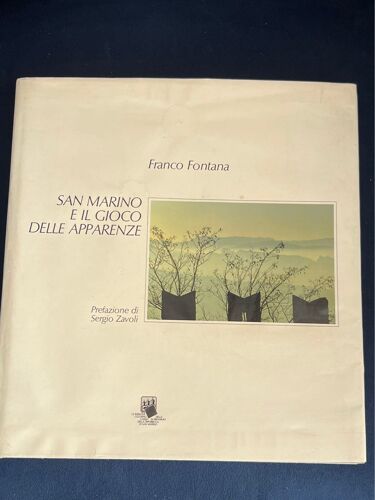 Franco Fontana
SAN MARINO
E IL GIOCO
DELLE APPARENZE
Prefazione di
Sergio Zavoli